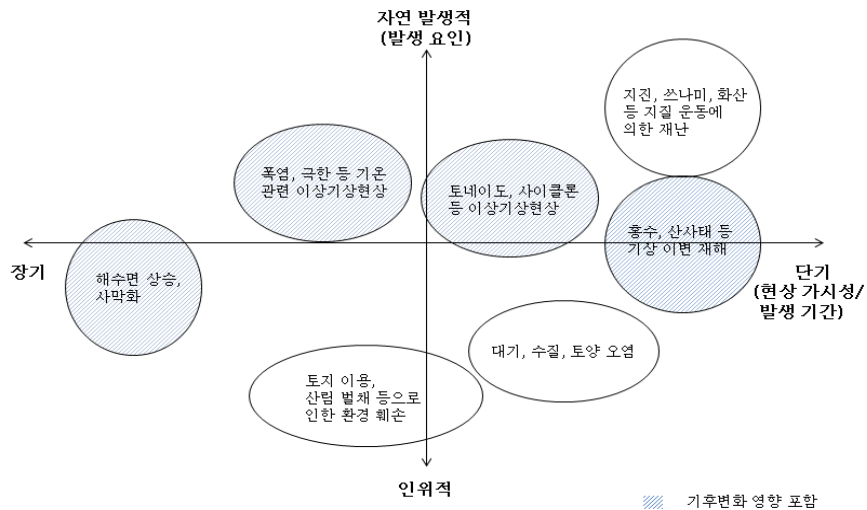 자연 발생적
(발생 요인)
지진, 쓰나미, 화산
등 지질 운동에
의한 재난
폭염, 극한 등 기온
관련 이상기상현상
토네이도, 사이클론
등 이상기상현상
홍수, 산사태 등
기상 이변 재해
장기
해수면 상승,
사막화
단기
(현상 가시성/
발생 기간)
대기, 수질, 토양 오염
토지 이용,
산림 벌채 등으로
인한 환경 훼손
인위적
기후변화 영향 포함